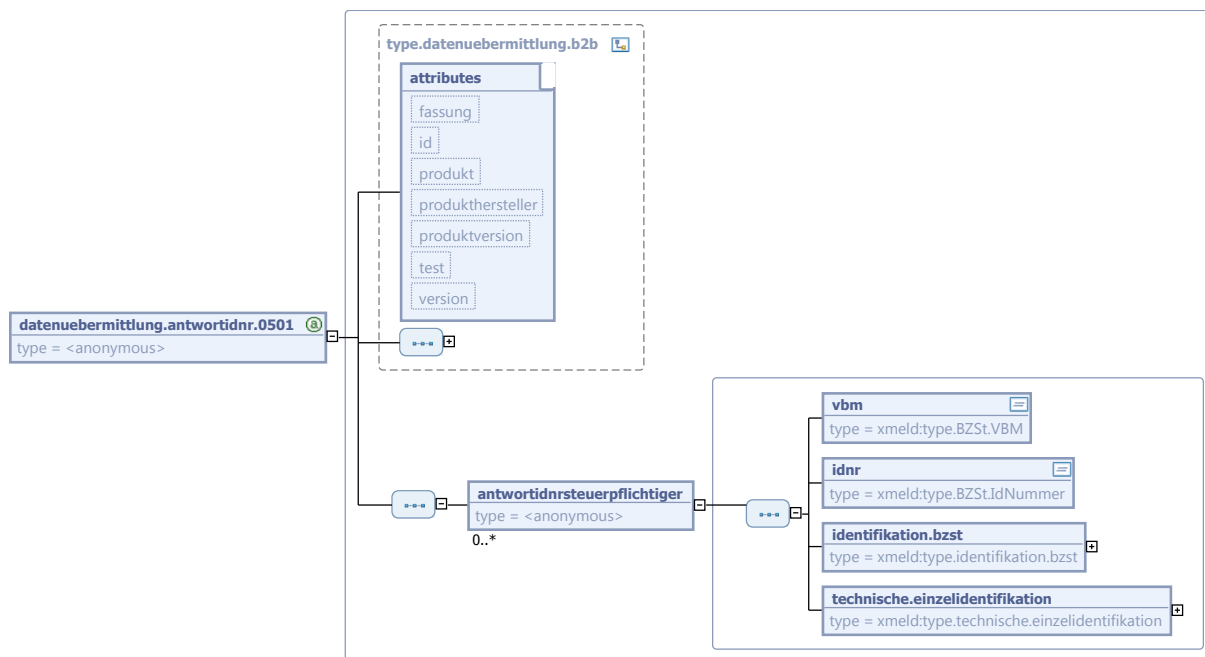 type.datenuebermittlung.b2b
attributes
fassung
id
produkt
produkthersteller
produktversion
test
version
datenuebermittlung.antwortidnr.0501
type = <anonymous>
antwortidnrsteuerpflichtiger
type = <anonymous>
0..*
vbm
type = xmeld:type.BZSt.VBM
idnr
type = xmeld:type.BZSt.IdNummer
identifikation.bzst
type = xmeld:type.identifikation.bzst
technische.einzelidentifikation
type = xmeld:type.technische.einzelidentifikation